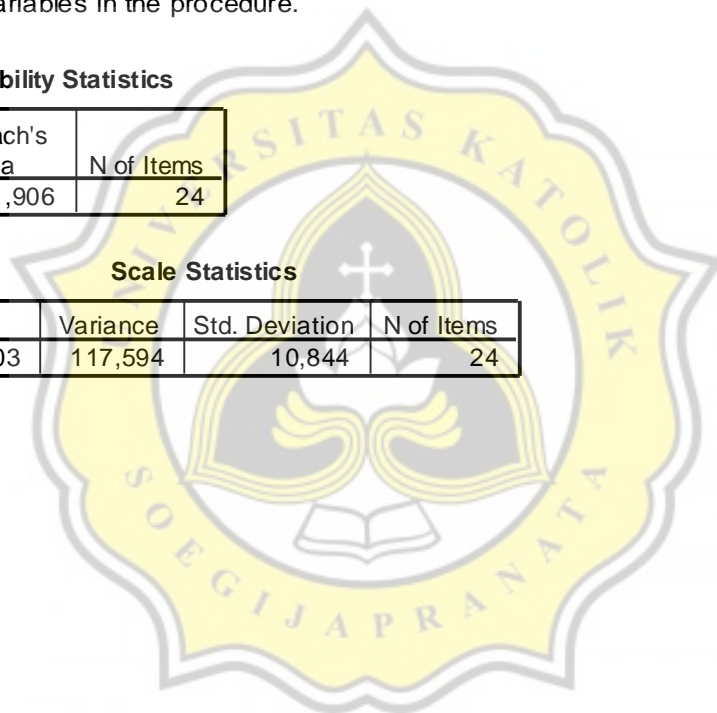 ariables in the procedure.
bility Statistics
ach's
a N of Items
,906 24
Scale Statistics
Variance Std. Deviation N of Items
03 117,594 10,844 24
UNIVERSITAS KATOLIK
SOEGIJAPRANATA